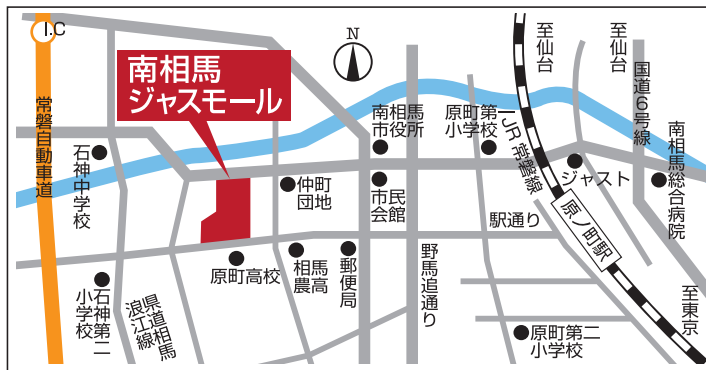 I.C
常磐自動車道
南相馬
ジャスモール
N
至仙台
至仙台
国道6号線
石神中学校
南相馬
市役所
原町第一
小学校
JR常磐線
ジャスト
南相馬総合病院
仲町
団地
市民
会館
駅通り
原ノ町駅
原町高校
相馬
農高
郵便局
野馬追通り
石神第二
小学校
県道相馬
浪江線
至東京
原町第二
小学校